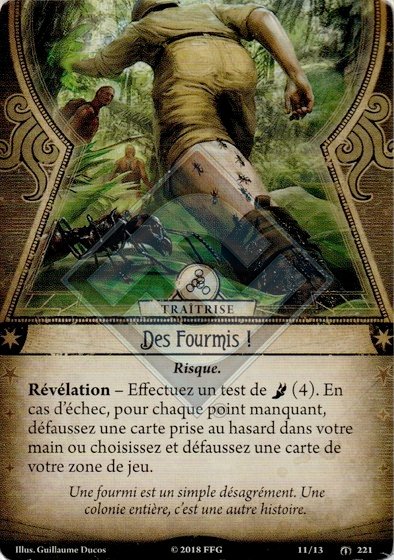 TRAÎTRISE
Des Fourmis !
Risque.
Révélation – Effectuez un test de (4). En
cas d'échec, pour chaque point manquant,
défaussez une carte prise au hasard dans votre
main ou choisissez et défaussez une carte de
votre zone de jeu.
Une fourmi est un simple désagrément. Une
colonie entière, c'est une autre histoire.
Illus. Guillaume Ducos © 2018 FFG 11/13 221